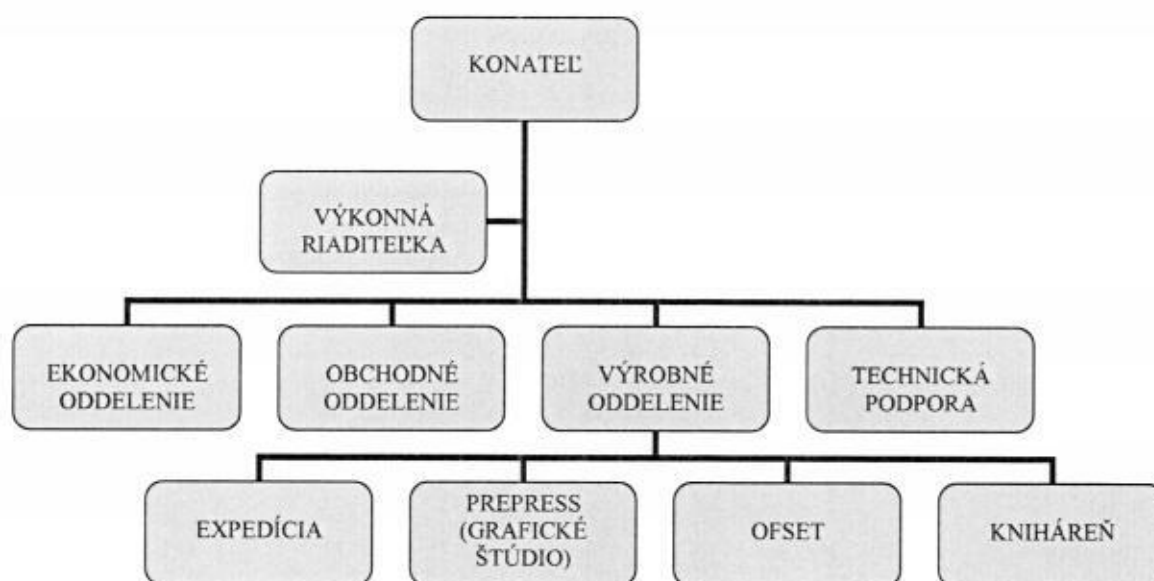 KONATEĽ
VÝKONNÁ
RIADITEĽKA
EKONOMICKÉ
ODDELENIE
OBCHODNÉ
ODDELENIE
VÝROBNÉ
ODDELENIE
TECHNICKÁ
PODPORA
EXPEDÍCIA
PREPRESS
(GRAFICKÉ
ŠTÚDIO)
OFSET
KNIHÁREŇ